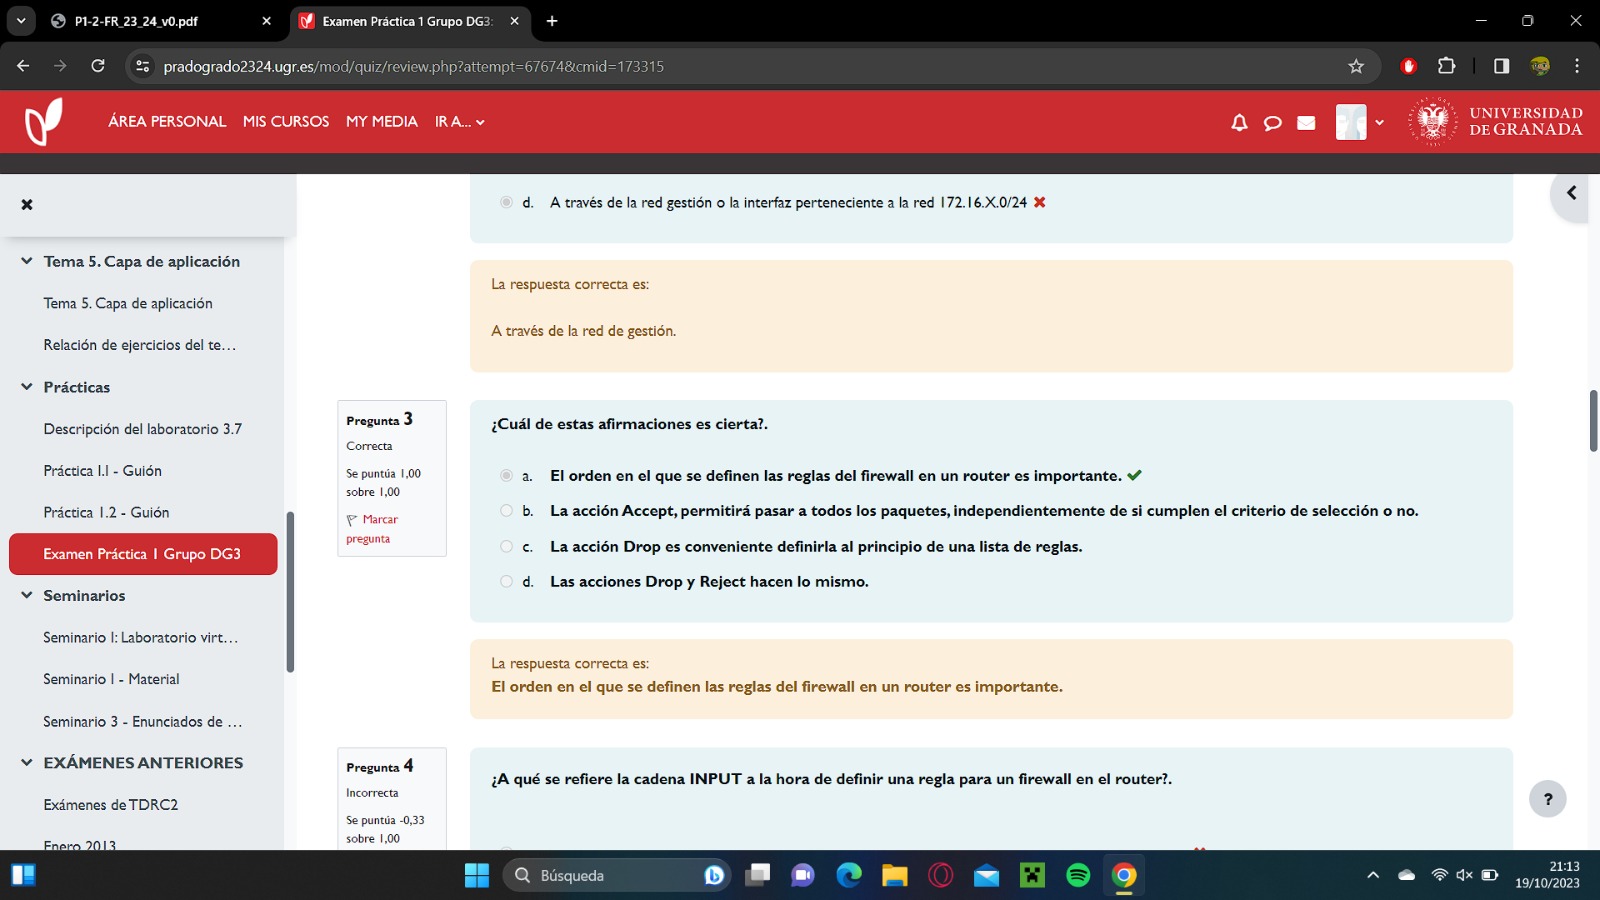 P1-2-FR_23_24_v0.pdf
Examen Práctica 1 Grupo DG3:
pradogrado2324.ugr.es/mod/quiz/review.php?attempt=67674&cmid=173315
ÁREA PERSONAL MIS CURSOS MY MEDIA IR A...
UNIVERSIDAD
DE GRANADA
Tema 5. Capa de aplicación
Tema 5. Capa de aplicación
Relación de ejercicios del te...
Prácticas
Descripción del laboratorio 3.7
Práctica 1.1 - Guión
Práctica 1.2 - Guión
Examen Práctica 1 Grupo DG3
Seminarios
Seminario I: Laboratorio virt...
Seminario I - Material
Seminario 3 - Enunciados de ...
EXÁMENES ANTERIORES
Exámenes de TDRC2
Enero 2013
d. A través de la red gestión o la interfaz perteneciente a la red 172.16.X.0/24
La respuesta correcta es:
A través de la red de gestión.
Pregunta 3
Correcta
Se puntúa 1,00
sobre 1,00
Marcar
pregunta
¿Cuál de estas afirmaciones es cierta?.
a. El orden en el que se definen las reglas del firewall en un router es importante.
b. La acción Accept, permitirá pasar a todos los paquetes, independientemente de si cumplen el criterio de selección o no.
c. La acción Drop es conveniente definirla al principio de una lista de reglas.
d. Las acciones Drop y Reject hacen lo mismo.
La respuesta correcta es:
El orden en el que se definen las reglas del firewall en un router es importante.
Pregunta 4
Incorrecta
Se puntúa -0,33
sobre 1,00
¿A qué se refiere la cadena INPUT a la hora de definir una regla para un firewall en el router?.
?
Búsqueda
21:13
19/10/2023